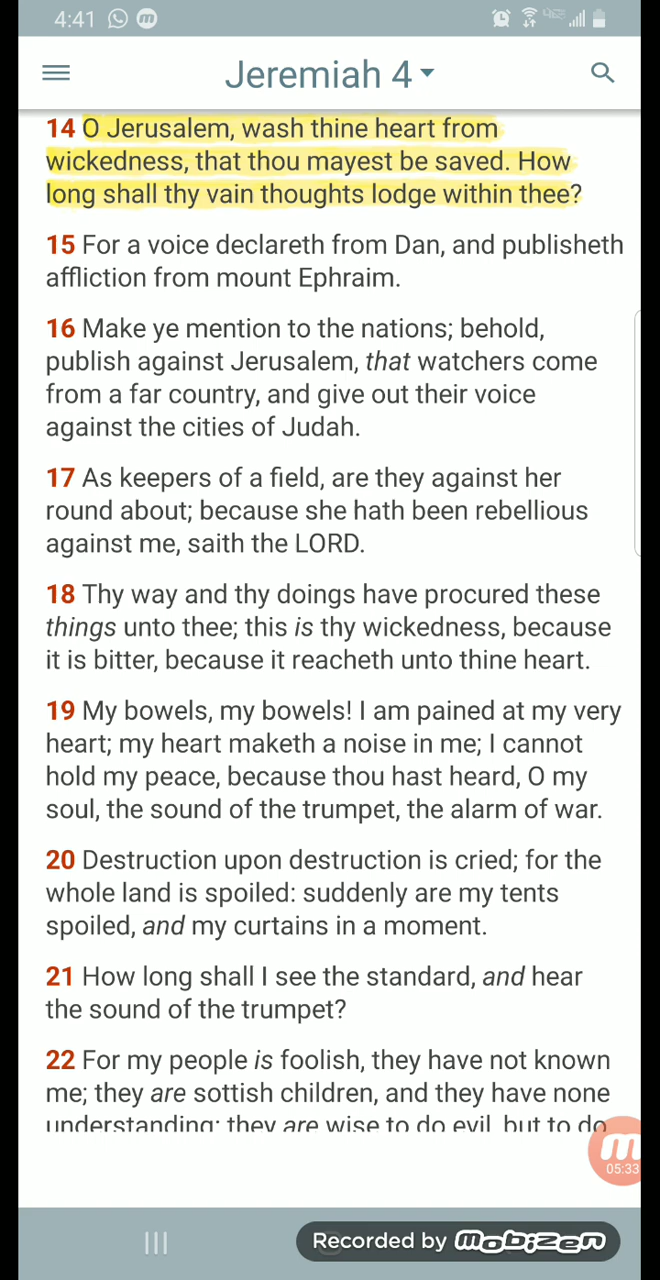 4:41
Jeremiah 4
14 O Jerusalem, wash thine heart from
wickedness, that thou mayest be saved. How
long shall thy vain thoughts lodge within thee?
15 For a voice declareth from Dan, and publisheth
affliction from mount Ephraim.
16 Make ye mention to the nations; behold,
publish against Jerusalem, that watchers come
from a far country, and give out their voice
against the cities of Judah.
17 As keepers of a field, are they against her
round about; because she hath been rebellious
against me, saith the LORD.
18 Thy way and thy doings have procured these
things unto thee; this is thy wickedness, because
it is bitter, because it reacheth unto thine heart.
19 My bowels, my bowels! I am pained at my very
heart; my heart maketh a noise in me; I cannot
hold my peace, because thou hast heard, O my
soul, the sound of the trumpet, the alarm of war.
20 Destruction upon destruction is cried; for the
whole land is spoiled: suddenly are my tents
spoiled, and my curtains in a moment.
21 How long shall I see the standard, and hear
the sound of the trumpet?
22 For my people is foolish, they have not known
me; they are sottish children, and they have none
understanding: they are wise to do evil, but to do
05:33
Recorded by mobizen